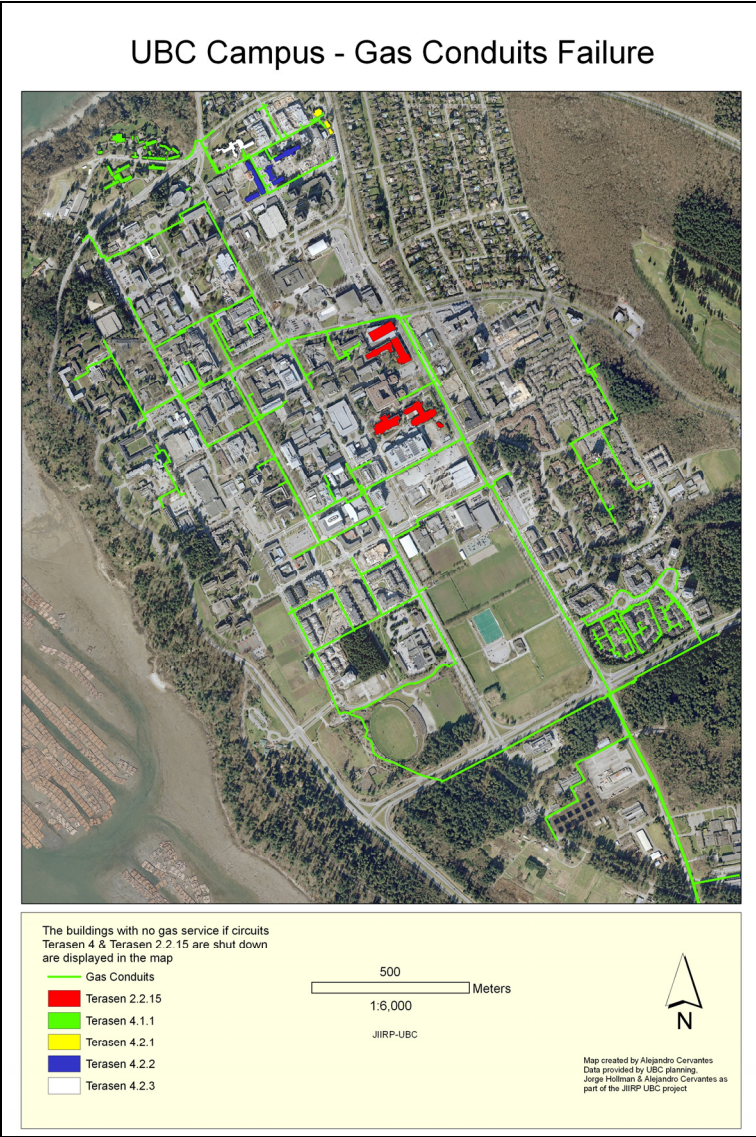 UBC Campus - Gas Conduits Failure
The buildings with no gas service if circuits
Terasen 4 & Terasen 2.2.15 are shut down
are displayed in the map
Gas Conduits
Terasen 2.2.15
Terasen 4.1.1
Terasen 4.2.1
Terasen 4.2.2
Terasen 4.2.3
500
Meters
1:6,000
JIIRP-UBC
N
Map created by Alejandro Cervantes
Data provided by UBC planning,
Jorge Hollman & Alejandro Cervantes as
part of the JIIRP UBC project